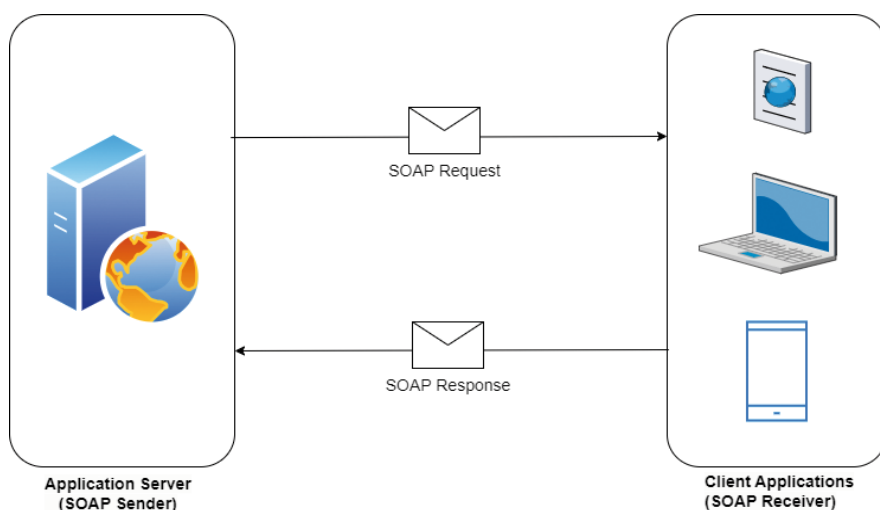 SOAP Request
SOAP Response
Application Server
(SOAP Sender)
Client Applications
(SOAP Receiver)